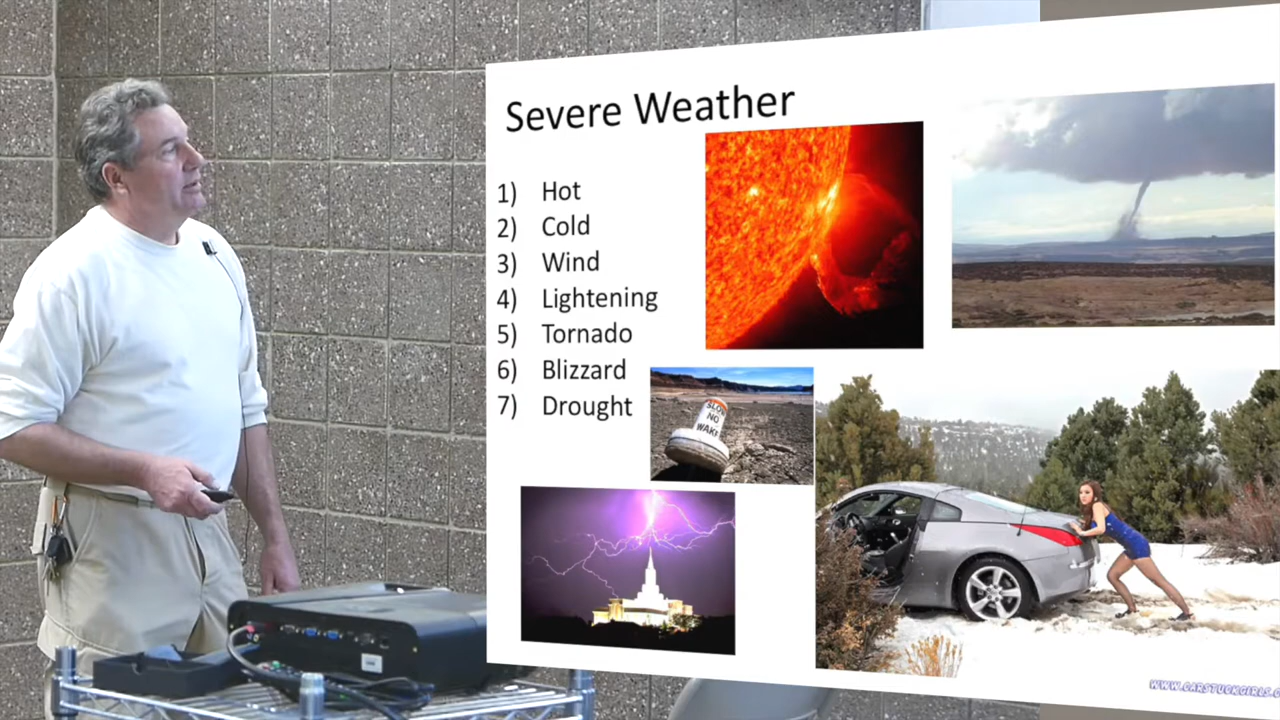 Severe Weather
1) Hot
2) Cold
3) Wind
4) Lightening
5) Tornado
6) Blizzard
7) Drought
SLOW
NO
WAKE
WWW.CARSTUCKGIRLS.C